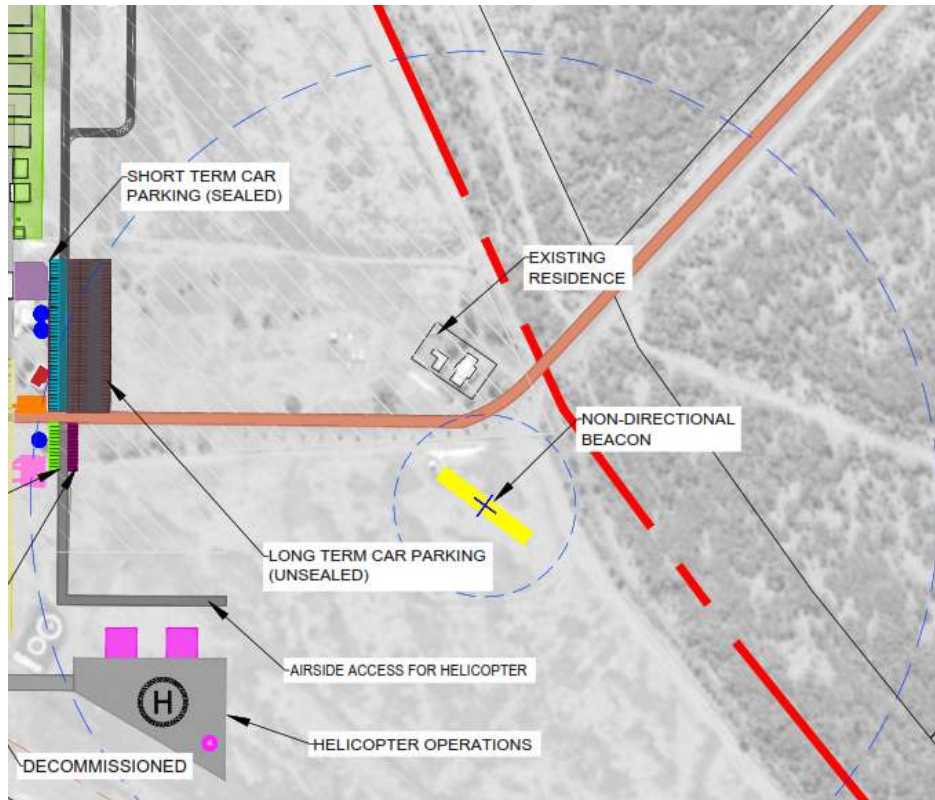 SHORT TERM CAR
PARKING (SEALED)
EXISTING
RESIDENCE
NON-DIRECTIONAL
BEACON
LONG TERM CAR PARKING
(UNSEALED)
AIRSIDE ACCESS FOR HELICOPTER
H
HELICOPTER OPERATIONS
DECOMMISSIONED